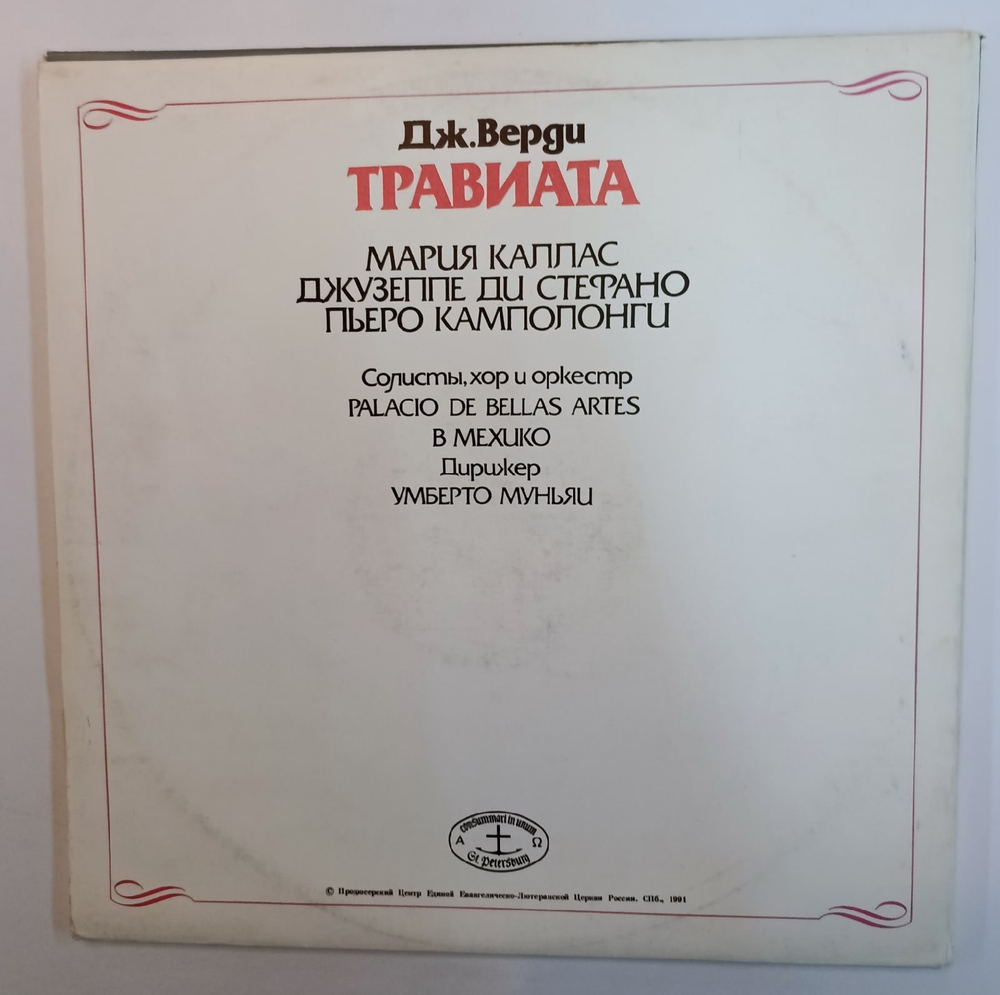 Дж.Верди
ТРАВИАТА
МАРИЯ КАЛЛАС
ДЖУЗЕППЕ ДИ СТЕФАНО
ПЬЕРО КАМПОЛОНГИ
Солисты, хор и оркестр
PALACIO DE BELLAS ARTES
В МЕХИКО
Дирижер
УМБЕРТО МУНЬЯИ
consummari in unum
Α Ω
St. Petersburg
© Продюсерский Центр Единой Евангелическо-Лютеранской Церкви России. СПб., 1991